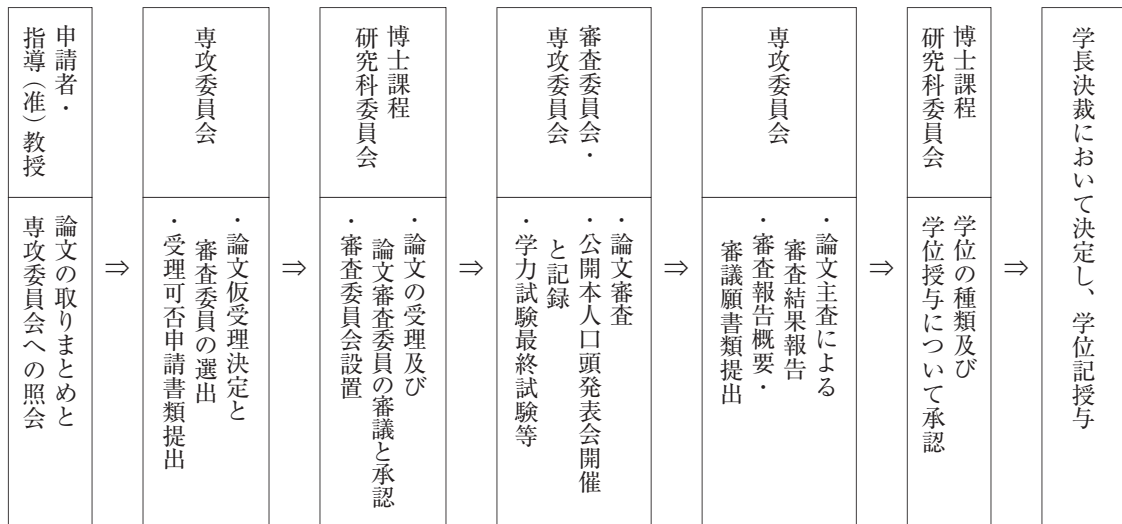 申請者・
指導（准）教授
論文の取りまとめと
専攻委員会への照会
⇒
専攻委員会
・論文仮受理決定と
審査委員の選出
・受理可否申請書類提出
⇒
博士課程
研究科委員会
・論文の受理及び
論文審査委員の審議と承認
・審査委員会設置
⇒
審査委員会・
専攻委員会
・論文審査
・公開本人口頭発表会開催
と記録
・学力試験最終試験等
⇒
専攻委員会
・論文主査による
審査結果報告
・審査報告概要・
審議願書類提出
⇒
博士課程
研究科委員会
学位の種類及び
学位授与について承認
⇒
学長決裁において決定し、学位記授与